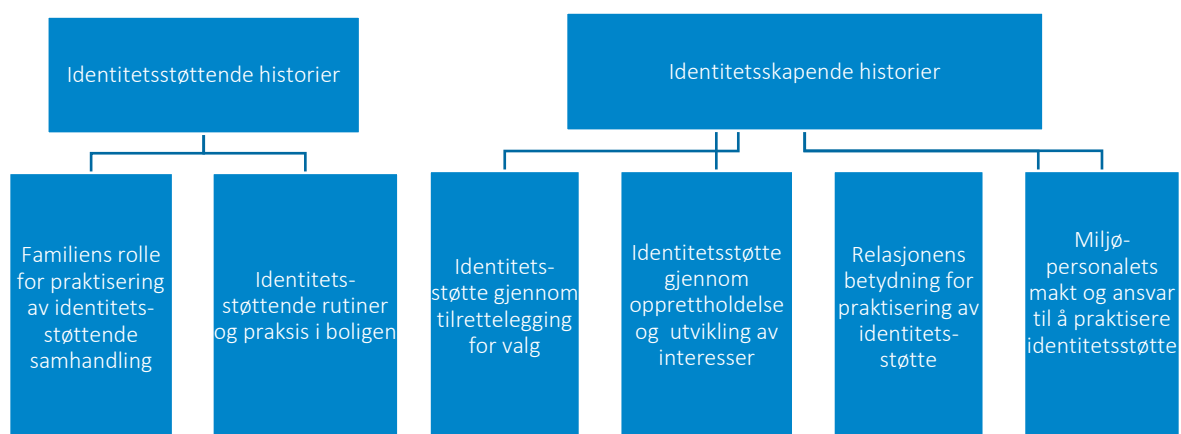 Identitetsstøttende historier
Identitetsskapende historier
Familiens rolle
for praktisering
av identitets-
støttende
samhandling
Identitets-
støttende rutiner
og praksis i boligen
Identitets-
støtte gjennom
tilrettelegging
for valg
Identitetsstøtte
gjennom
opprettholdelse
og utvikling av
interesser
Relasjonens
betydning for
praktisering av
identitets-
støtte
Miljø-
personalets
makt og ansvar
til å praktisere
identitetsstøtte